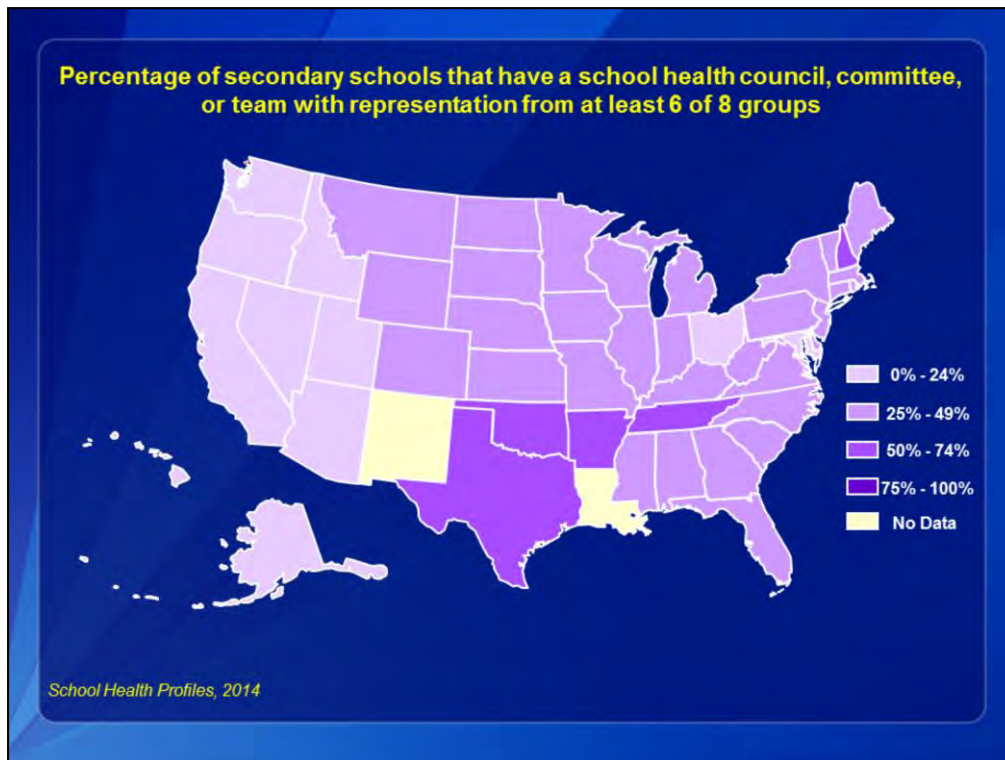 Percentage of secondary schools that have a school health council, committee,
or team with representation from at least 6 of 8 groups
0% - 24%
25% - 49%
50% - 74%
75% - 100%
No Data
School Health Profiles, 2014